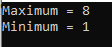 Maximum = 8
Minimum = 1